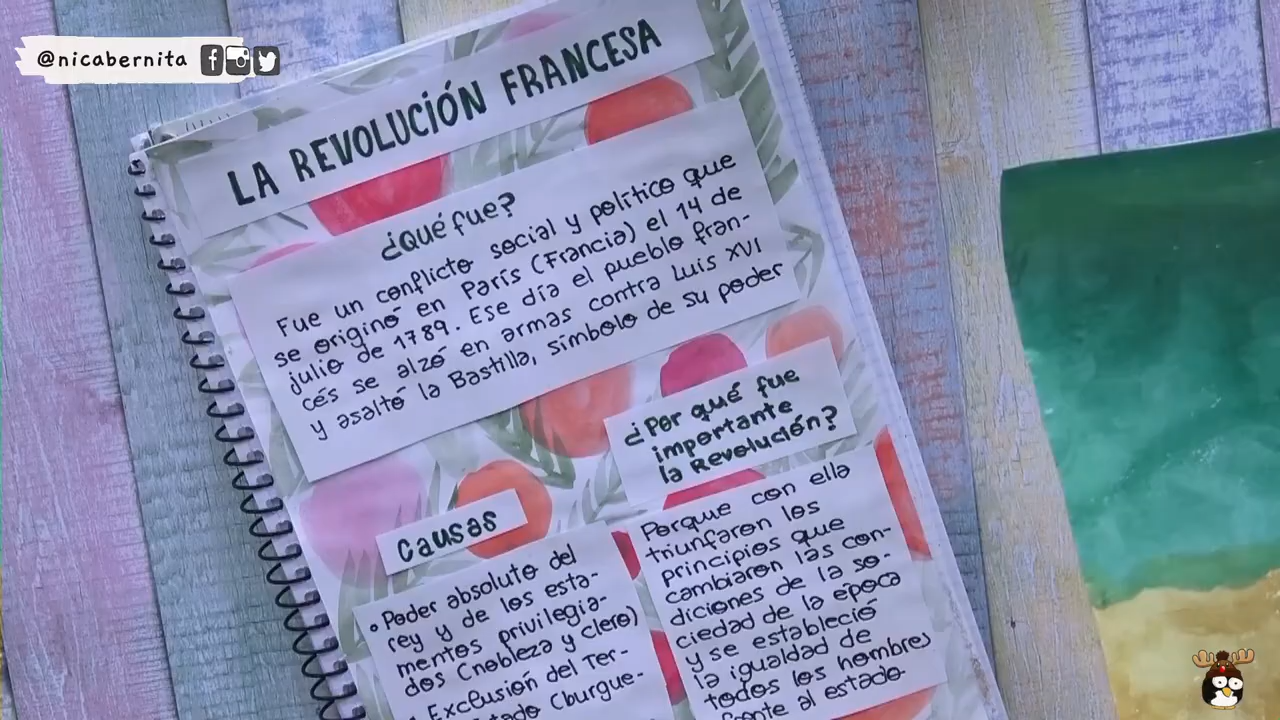 @nicabernita
LA REVOLUCIÓN FRANCESA
¿Qué fue?
Fue un conflicto social y político que
se originó en París (Francia) el 14 de
julio de 1789. Ese día el pueblo fran-
cés se alzó en armas contra Luis XVI
y asaltó la Bastilla, símbolo de su poder
¿Por qué fue
importante
la Revolución?
Causas
• Poder absoluto del
rey y de los esta-
mentos privilegia-
dos (nobleza y clero)
• Exclusión del Ter-
(burgue-
Porque con ella
triunfaron los
principios que
cambiaron las con-
diciones de la so-
ciedad de la época
y se estableció
la igualdad de
todos los hombres
frente al estado